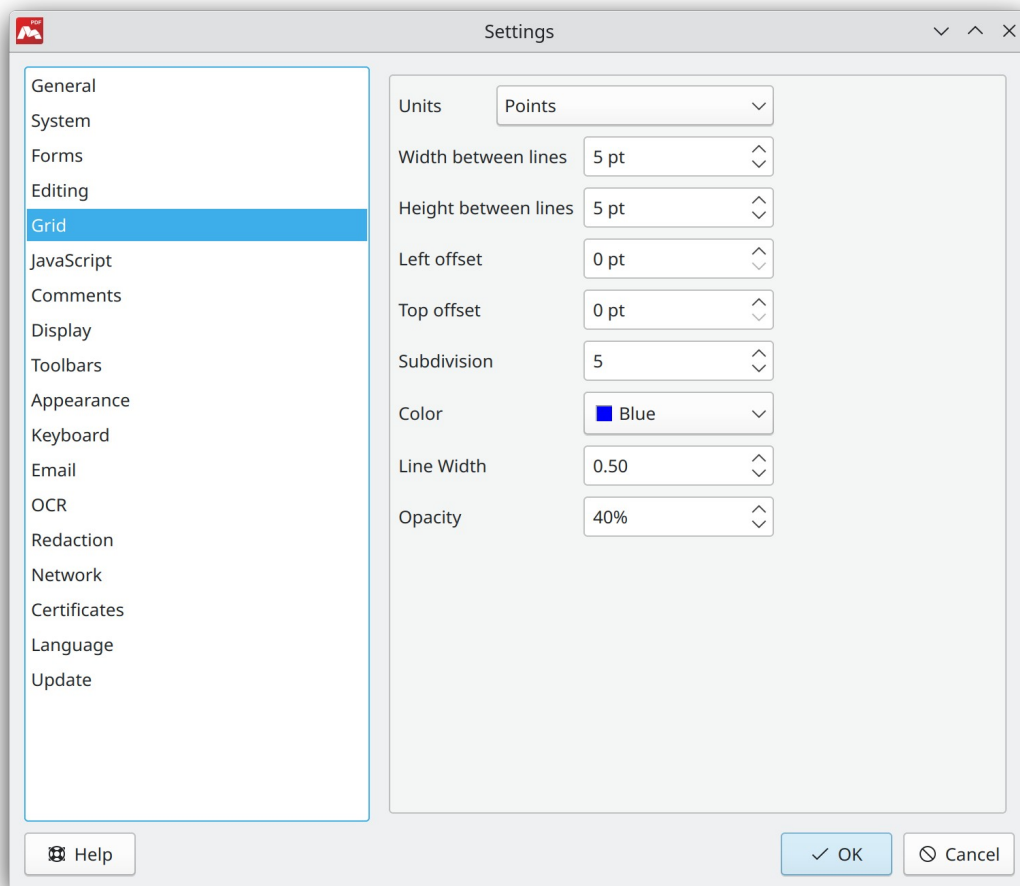 PDF
Settings
General
System
Forms
Editing
Grid
JavaScript
Comments
Display
Toolbars
Appearance
Keyboard
Email
OCR
Redaction
Network
Certificates
Language
Update
Units Points
Width between lines 5 pt
Height between lines 5 pt
Left offset 0 pt
Top offset 0 pt
Subdivision 5
Color Blue
Line Width 0.50
Opacity 40%
Help OK Cancel